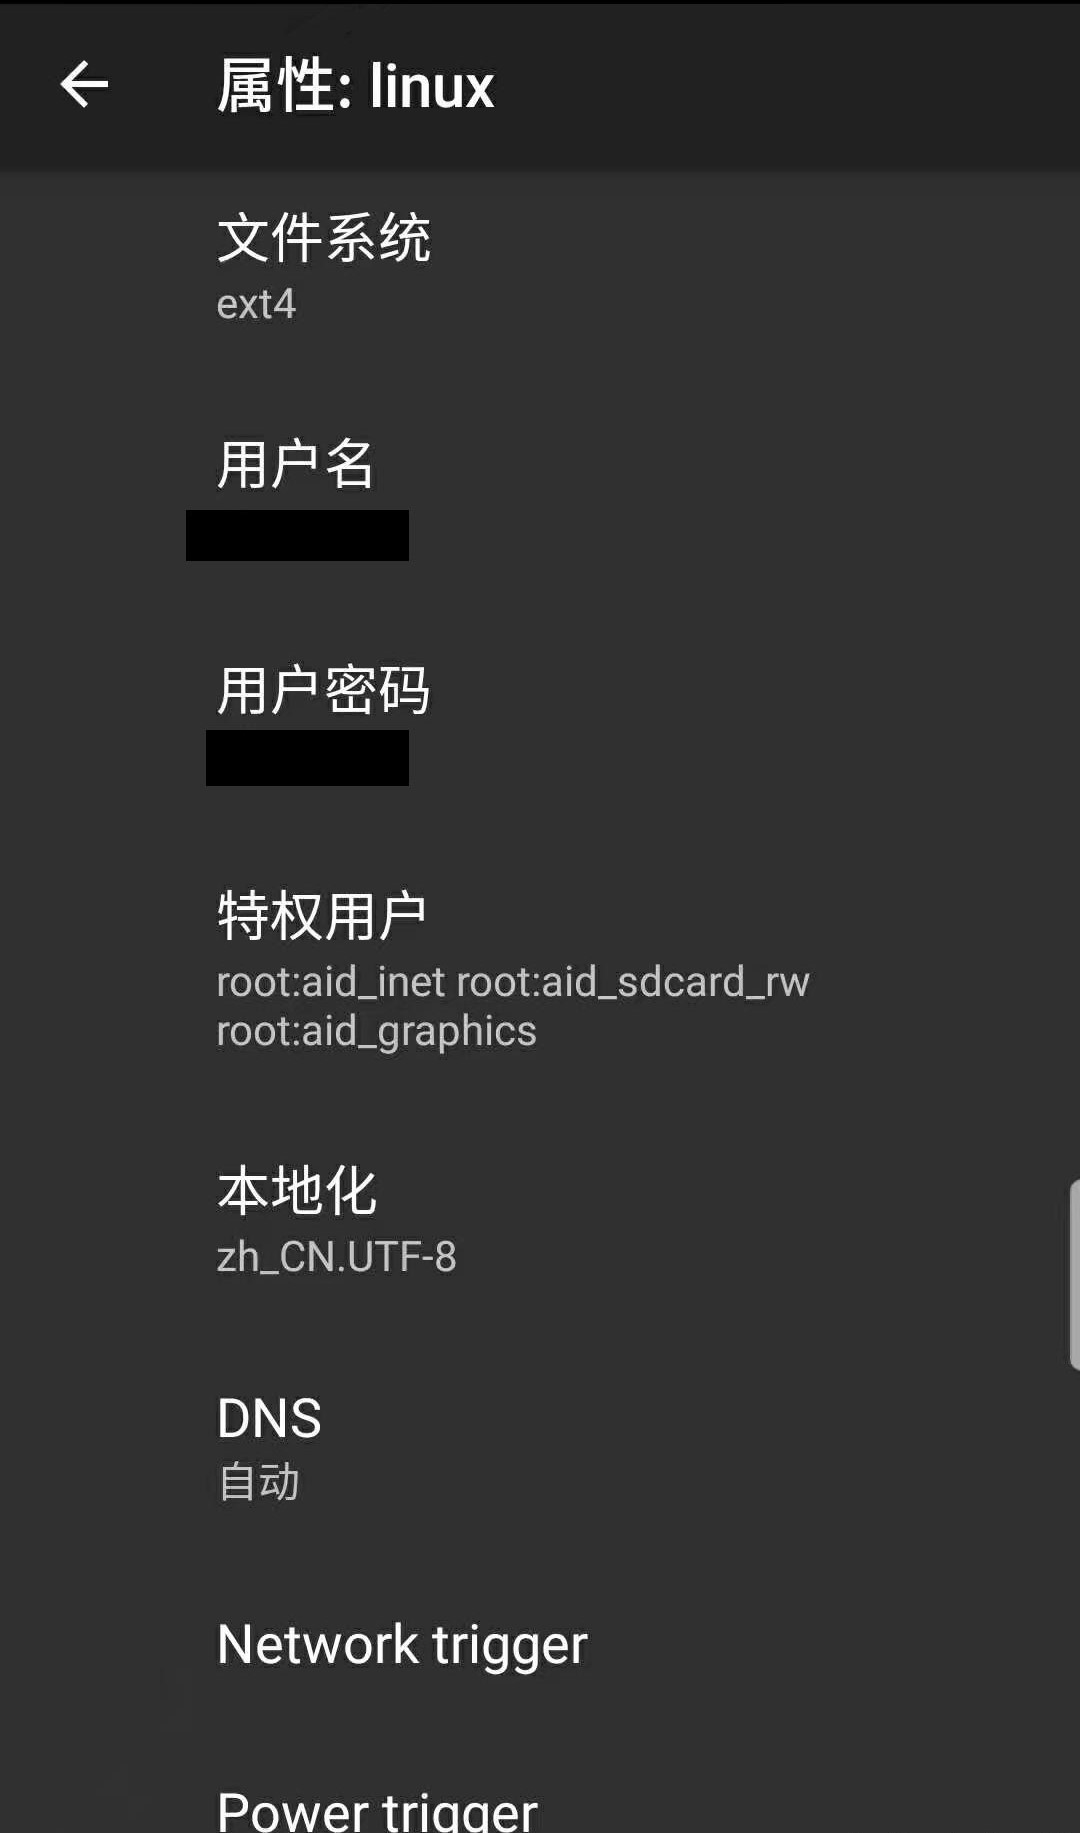 属性: linux
文件系统
ext4
用户名
用户密码
特权用户
root:aid_inet root:aid_sdcard_rw
root:aid_graphics
本地化
zh_CN.UTF-8
DNS
自动
Network trigger
Power trigger